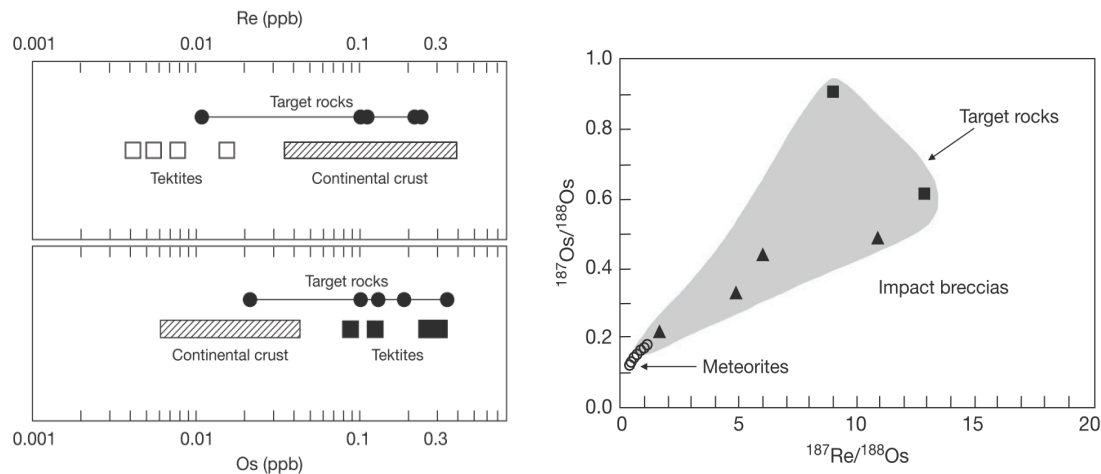 Re (ppb)
0.001 0.01 0.1 0.3
Target rocks
Tektites Continental crust
Target rocks
Continental crust Tektites
0.001 0.01 0.1 0.3
Os (ppb)
1.0
0.8
0.6
0.4
0.2
0.0
¹⁸⁷Os/¹⁸⁸Os
Target rocks
Impact breccias
Meteorites
0 5 10 15 20
¹⁸⁷Re/¹⁸⁸Os